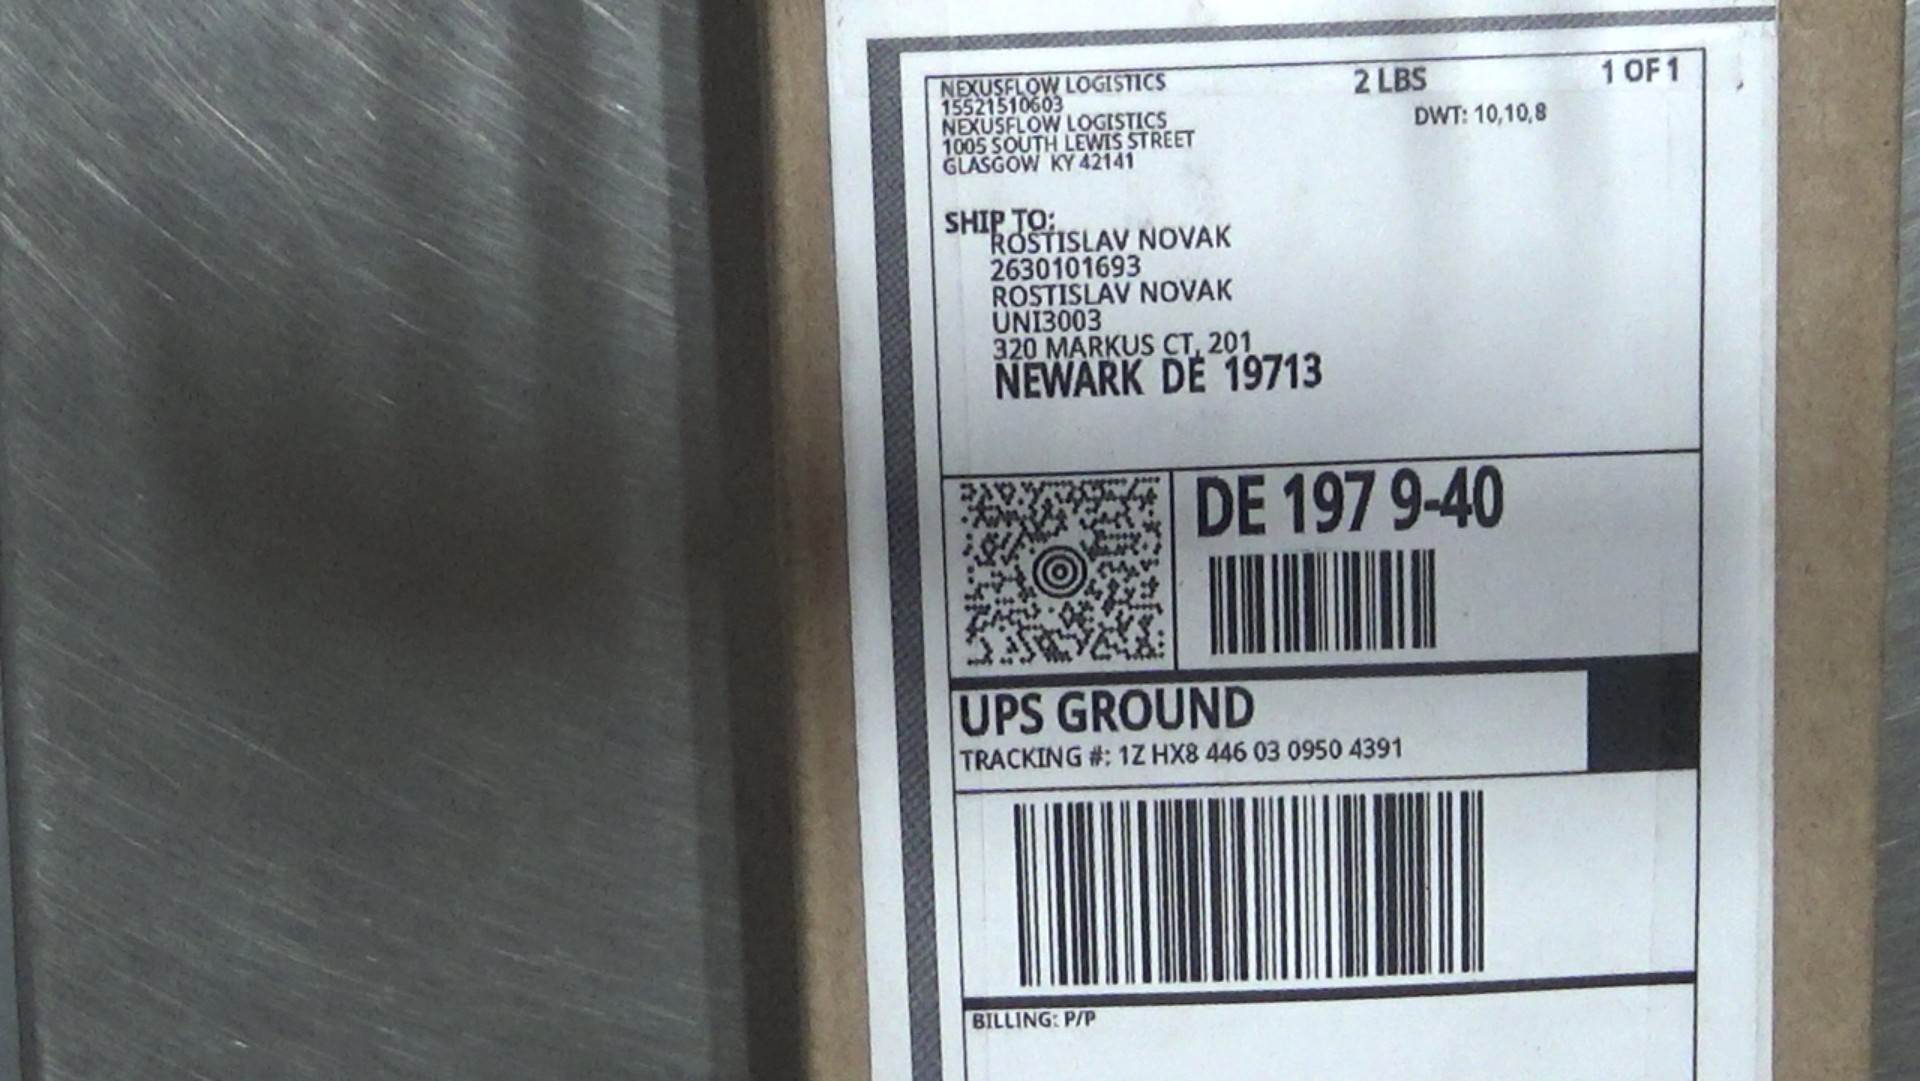 NEXUSFLOW LOGISTICS
15521510603
NEXUSFLOW LOGISTICS
1005 SOUTH LEWIS STREET
GLASGOW KY 42141
2 LBS
1 OF 1
DWT: 10,10,8
SHIP TO:
ROSTISLAV NOVAK
2630101693
ROSTISLAV NOVAK
UNI3003
320 MARKUS CT, 201
NEWARK DE 19713
DE 197 9-40
UPS GROUND
TRACKING #: 1Z HX8 446 03 0950 4391
BILLING: P/P